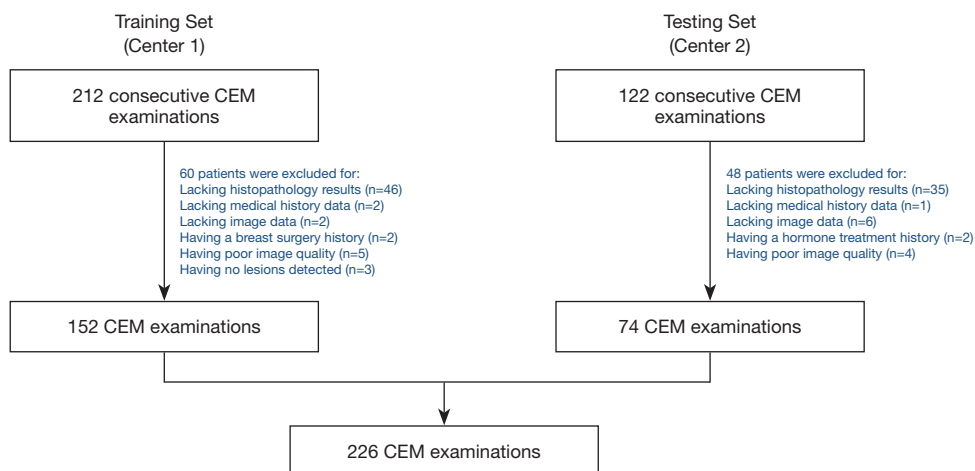 Training Set
(Center 1)
212 consecutive CEM
examinations
60 patients were excluded for:
Lacking histopathology results (n=46)
Lacking medical history data (n=2)
Lacking image data (n=2)
Having a breast surgery history (n=2)
Having poor image quality (n=5)
Having no lesions detected (n=3)
152 CEM examinations
Testing Set
(Center 2)
122 consecutive CEM
examinations
48 patients were excluded for:
Lacking histopathology results (n=35)
Lacking medical history data (n=1)
Lacking image data (n=6)
Having a hormone treatment history (n=2)
Having poor image quality (n=4)
74 CEM examinations
226 CEM examinations